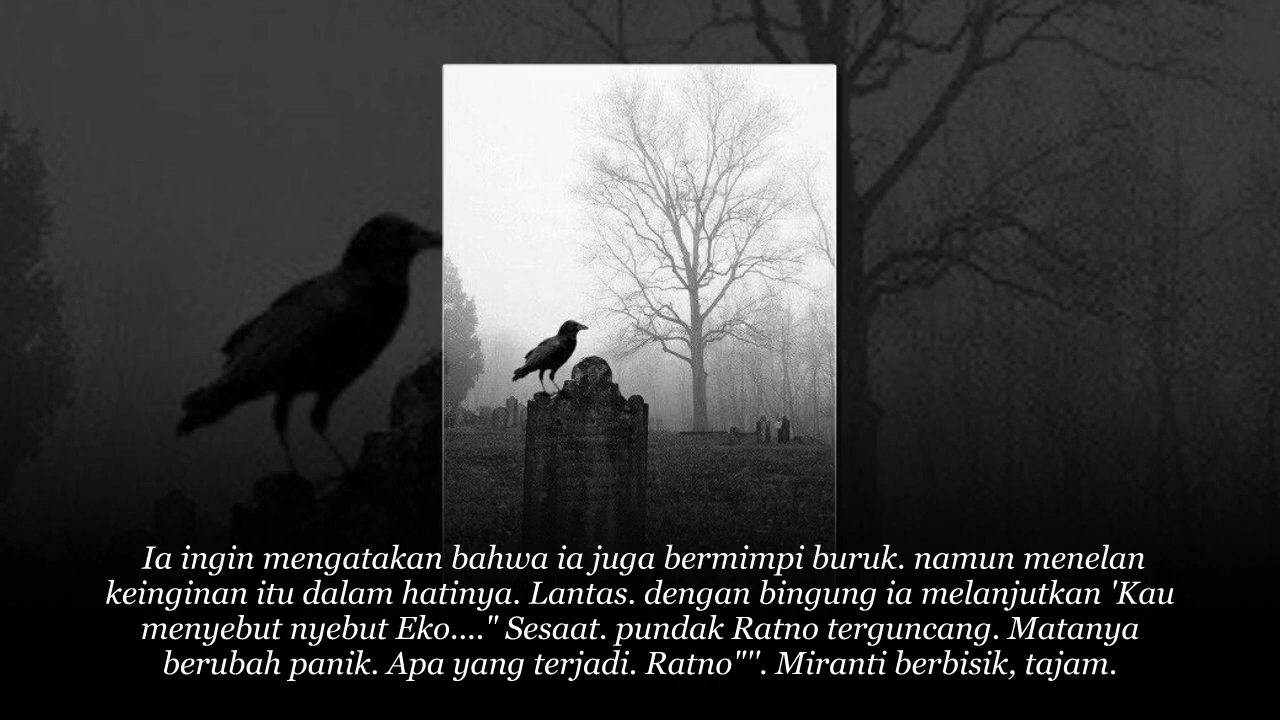 Ia ingin mengatakan bahwa ia juga bermimpi buruk. namun menelan
keinginan itu dalam hatinya. Lantas. dengan bingung ia melanjutkan 'Kau
menyebut nyebut Eko...." Sesaat. pundak Ratno terguncang. Matanya
berubah panik. Apa yang terjadi. Ratno"". Miranti berbisik, tajam.